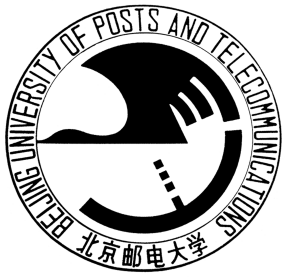 BEIJING UNIVERSITY OF POSTS AND TELECOMMUNICATIONS
北京邮电大学